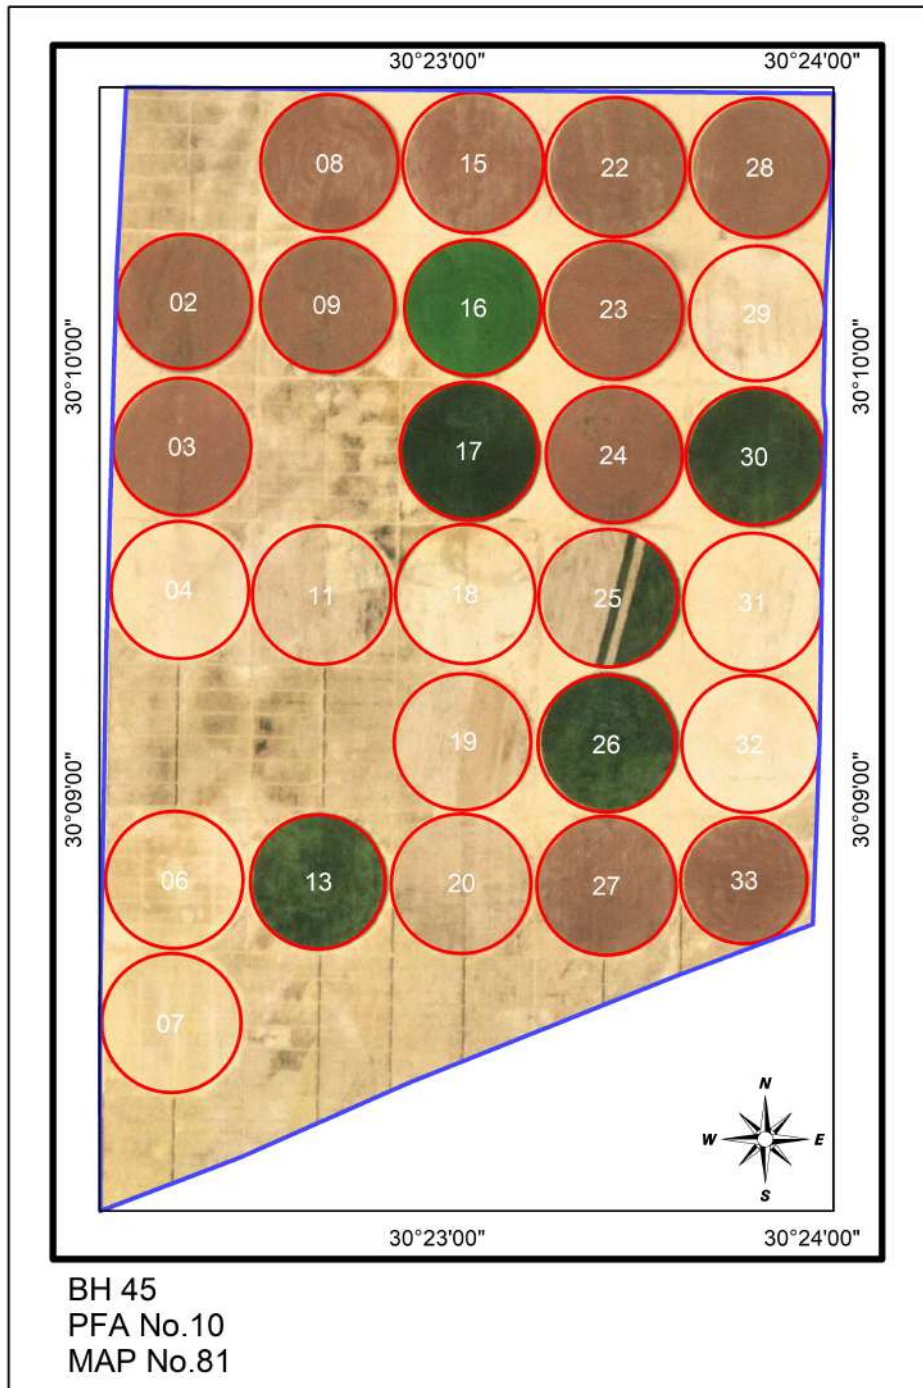 30°23'00" 30°24'00"
08 15 22 28
02 09 16 23 29
30°10'00" 30°10'00"
03 17 24 30
04 11 18 25 31
19 26 32
30°09'00" 30°09'00"
06 13 20 27 33
07
N
W E
S
30°23'00" 30°24'00"
BH 45
PFA No.10
MAP No.81